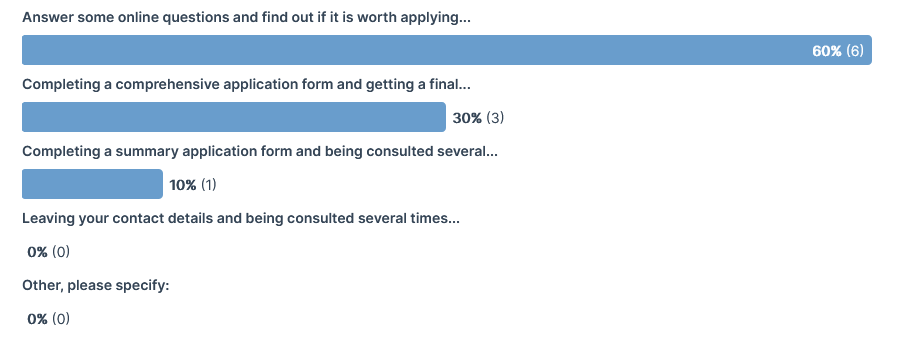 Answer some online questions and find out if it is worth applying...
60% (6)
Completing a comprehensive application form and getting a final...
30% (3)
Completing a summary application form and being consulted several...
10% (1)
Leaving your contact details and being consulted several times...
0% (0)
Other, please specify:
0% (0)